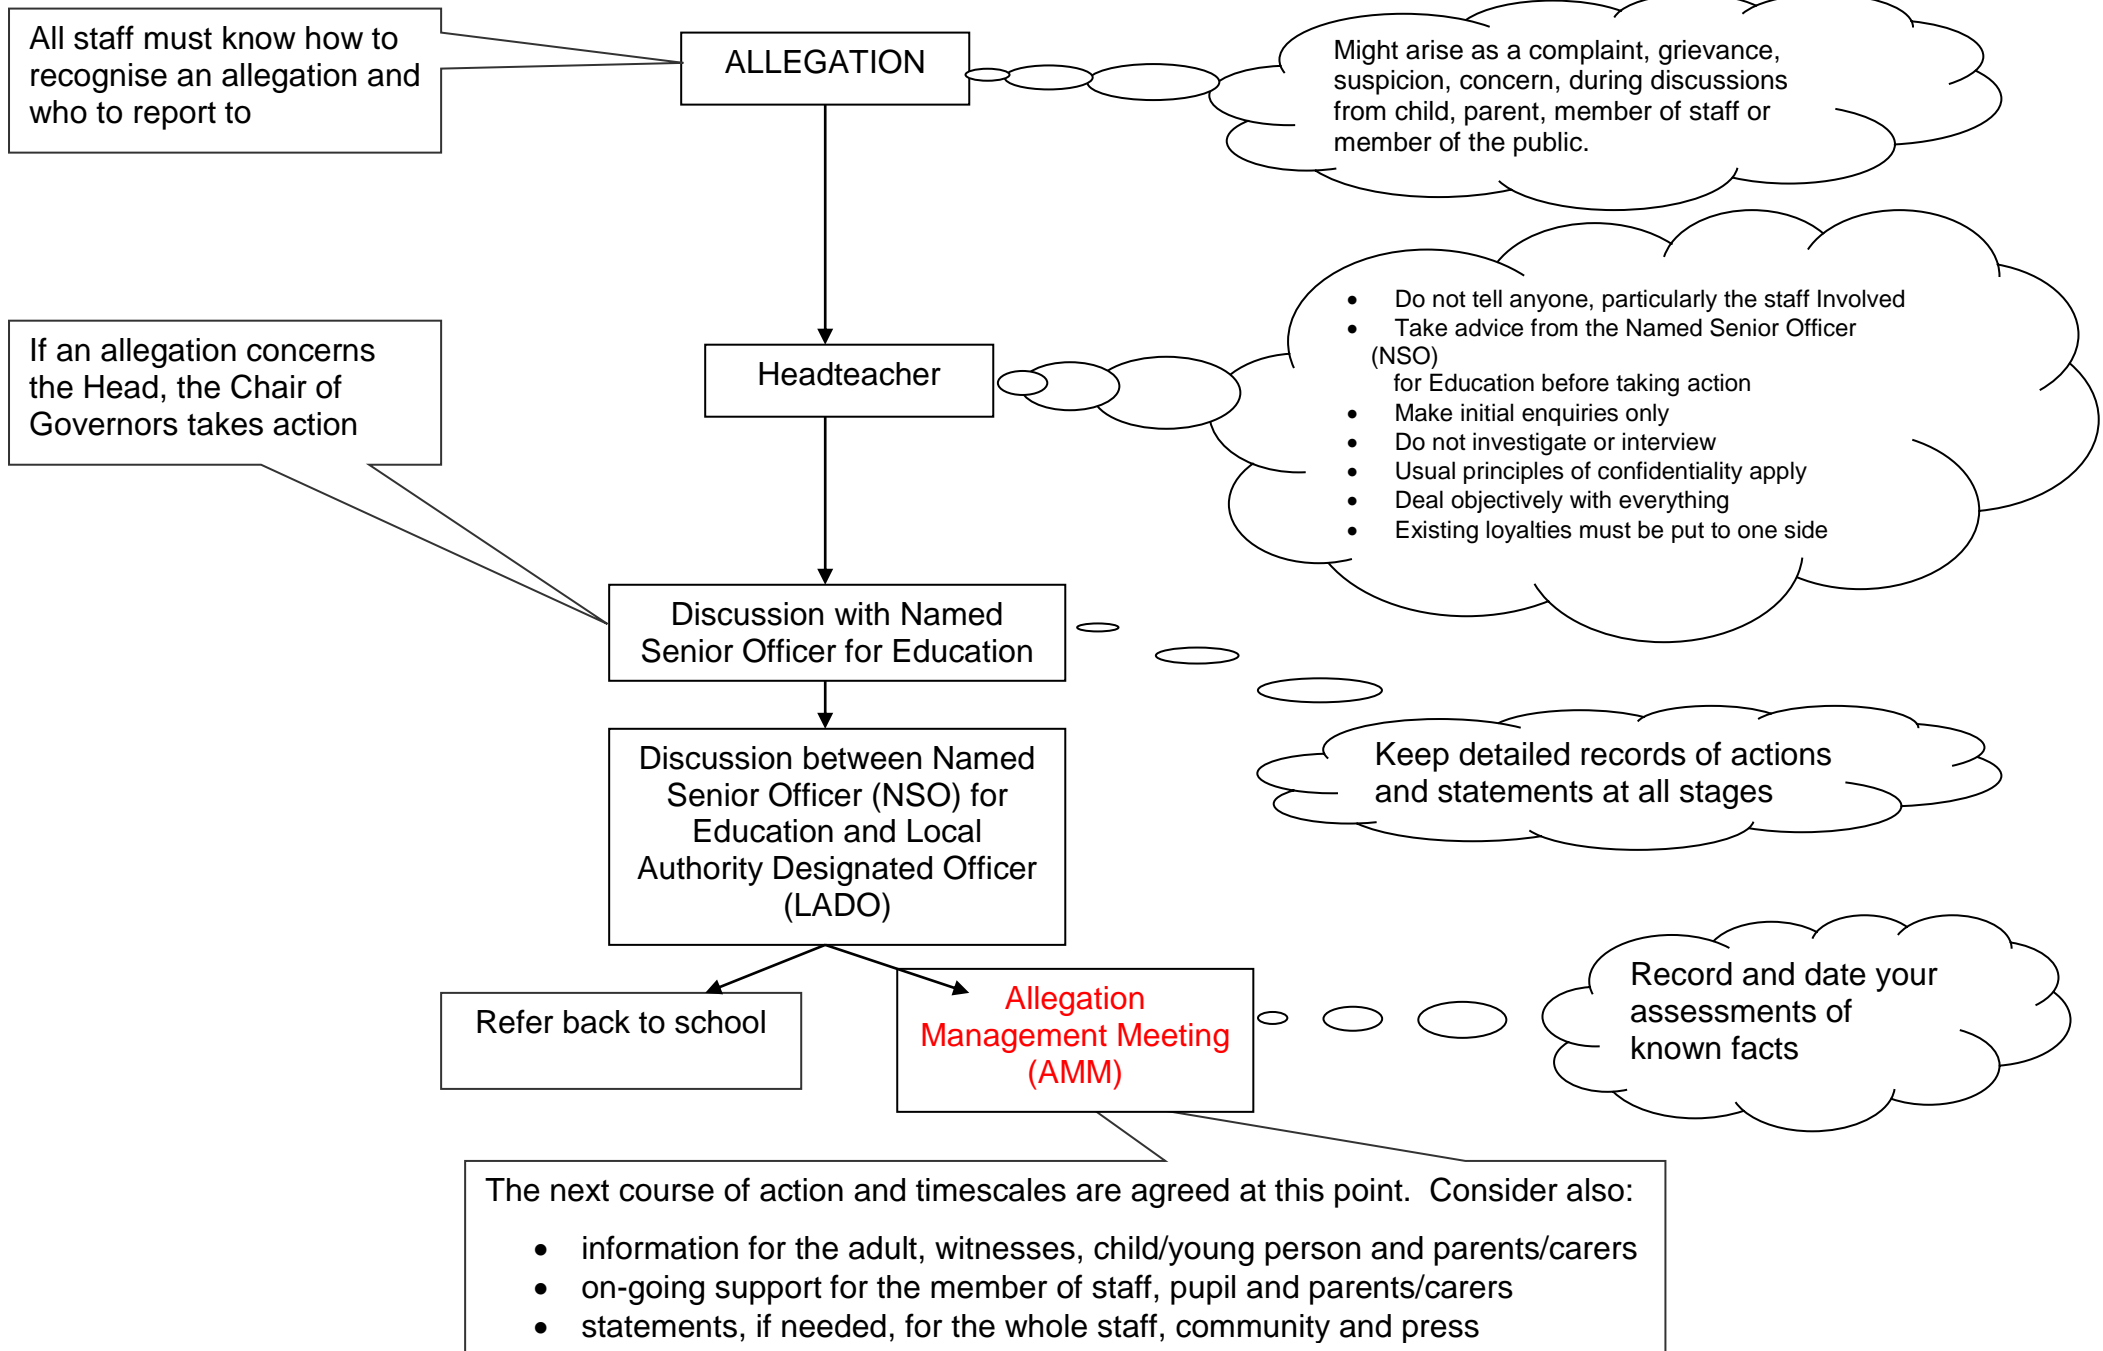 All staff must know how to
recognise an allegation and
who to report to
ALLEGATION
Might arise as a complaint, grievance,
suspicion, concern, during discussions
from child, parent, member of staff or
member of the public.
If an allegation concerns
the Head, the Chair of
Governors takes action
Headteacher
• Do not tell anyone, particularly the staff Involved
• Take advice from the Named Senior Officer
(NSO)
for Education before taking action
• Make initial enquiries only
• Do not investigate or interview
• Usual principles of confidentiality apply
• Deal objectively with everything
• Existing loyalties must be put to one side
Discussion with Named
Senior Officer for Education
Keep detailed records of actions
and statements at all stages
Discussion between Named
Senior Officer (NSO) for
Education and Local
Authority Designated Officer
(LADO)
Refer back to school
Allegation
Management Meeting
(AMM)
Record and date your
assessments of
known facts
The next course of action and timescales are agreed at this point.  Consider also:
• information for the adult, witnesses, child/young person and parents/carers
• on-going support for the member of staff, pupil and parents/carers
• statements, if needed, for the whole staff, community and press